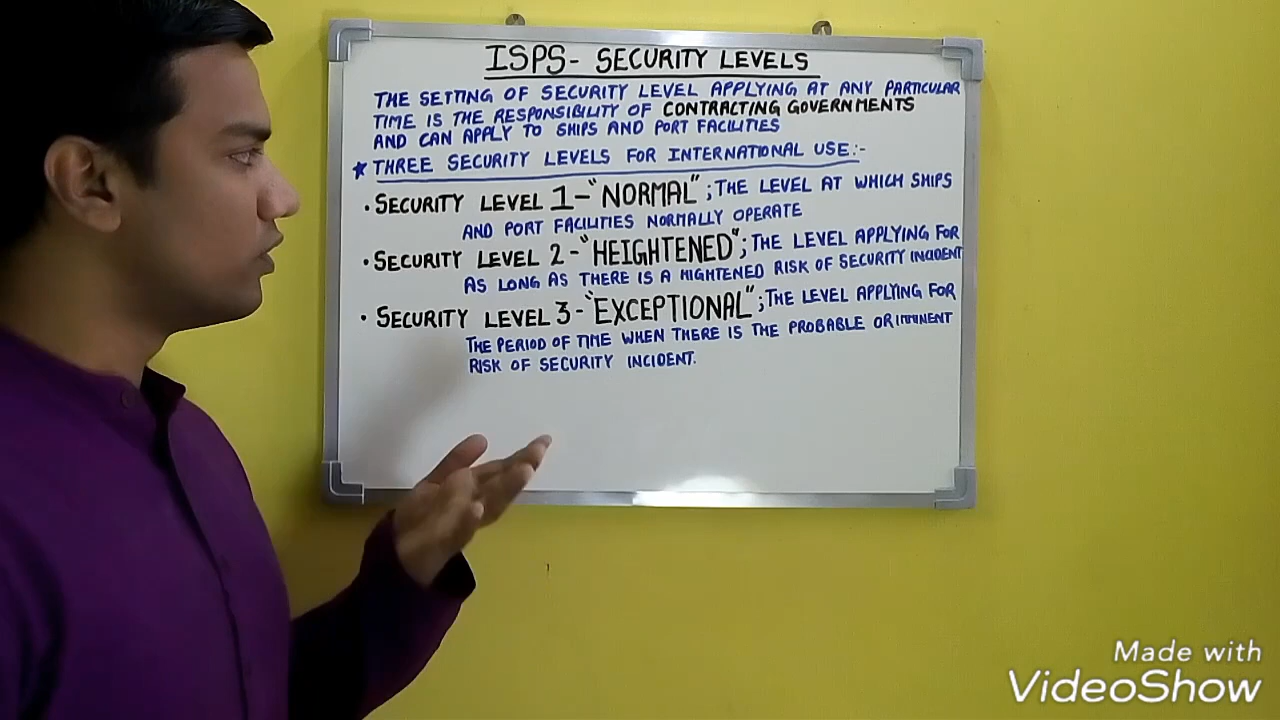 ISPS- SECURITY LEVELS
THE SETTING OF SECURITY LEVEL APPLYING AT ANY PARTICULAR
TIME IS THE RESPONSIBILITY OF CONTRACTING GOVERNMENTS
AND CAN APPLY TO SHIPS AND PORT FACILITIES
★ THREE SECURITY LEVELS FOR INTERNATIONAL USE:-
• SECURITY LEVEL 1-"NORMAL"; THE LEVEL AT WHICH SHIPS
AND PORT FACILITIES NORMALLY OPERATE
• SECURITY LEVEL 2-"HEIGHTENED"; THE LEVEL APPLYING FOR
AS LONG AS THERE IS A HIGHTENED RISK OF SECURITY INCIDENT
• SECURITY LEVEL 3-"EXCEPTIONAL"; THE LEVEL APPLYING FOR
THE PERIOD OF TIME WHEN THERE IS THE PROBABLE OR IMMINENT
RISK OF SECURITY INCIDENT.
Made with
VideoShow